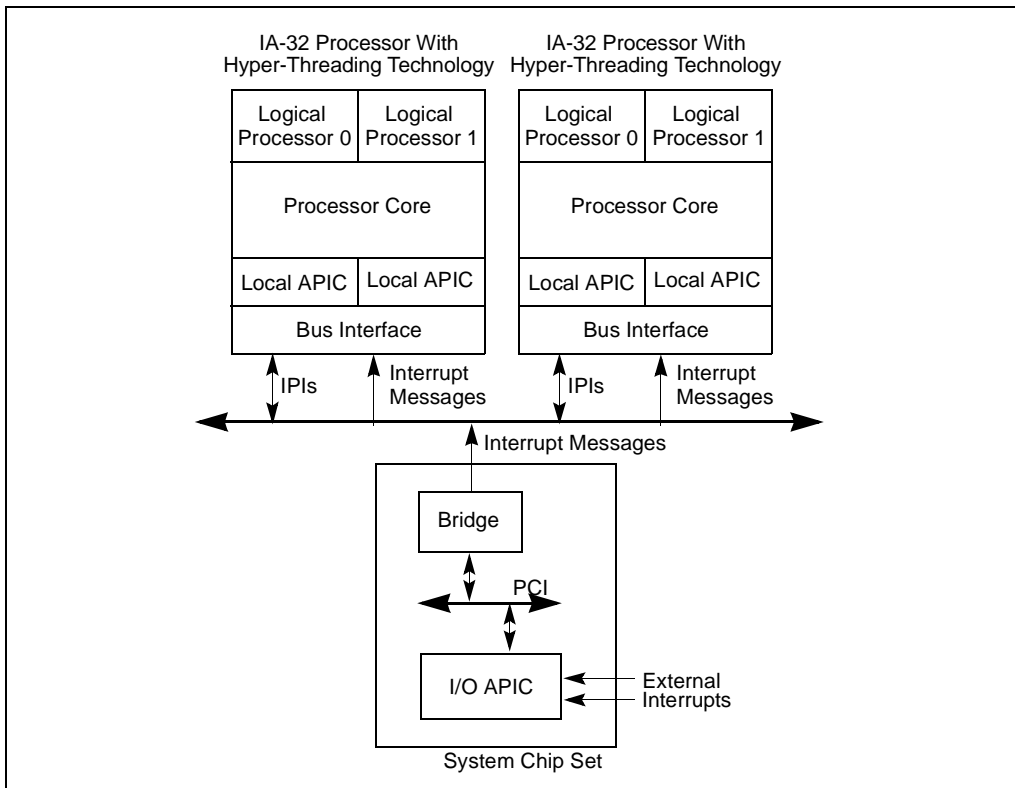 IA-32 Processor With
Hyper-Threading Technology
IA-32 Processor With
Hyper-Threading Technology
Logical
Processor 0
Logical
Processor 1
Logical
Processor 0
Logical
Processor 1
Processor Core
Processor Core
Local APIC
Local APIC
Local APIC
Local APIC
Bus Interface
Bus Interface
IPIs
Interrupt
Messages
IPIs
Interrupt
Messages
Interrupt Messages
Bridge
PCI
I/O APIC
External
Interrupts
System Chip Set